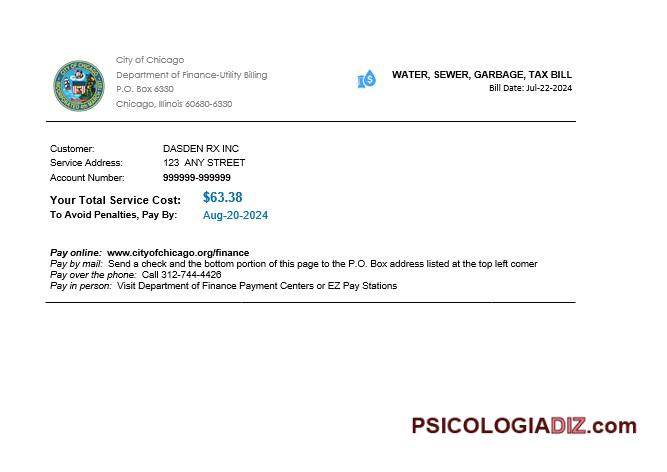 City of Chicago
Department of Finance-Utility Billing
P.O. Box 6330
Chicago, Illinois 60680-6330
WATER, SEWER, GARBAGE, TAX BILL
Bill Date: Jul-22-2024
Customer: DASDEN RX INC
Service Address: 123 ANY STREET
Account Number: 999999-999999
Your Total Service Cost: $63.38
To Avoid Penalties, Pay By: Aug-20-2024
Pay online: www.cityofchicago.org/finance
Pay by mail: Send a check and the bottom portion of this page to the P.O. Box address listed at the top left corner
Pay over the phone: Call 312-744-4426
Pay in person: Visit Department of Finance Payment Centers or EZ Pay Stations
PSICOLOGIADIZ.com